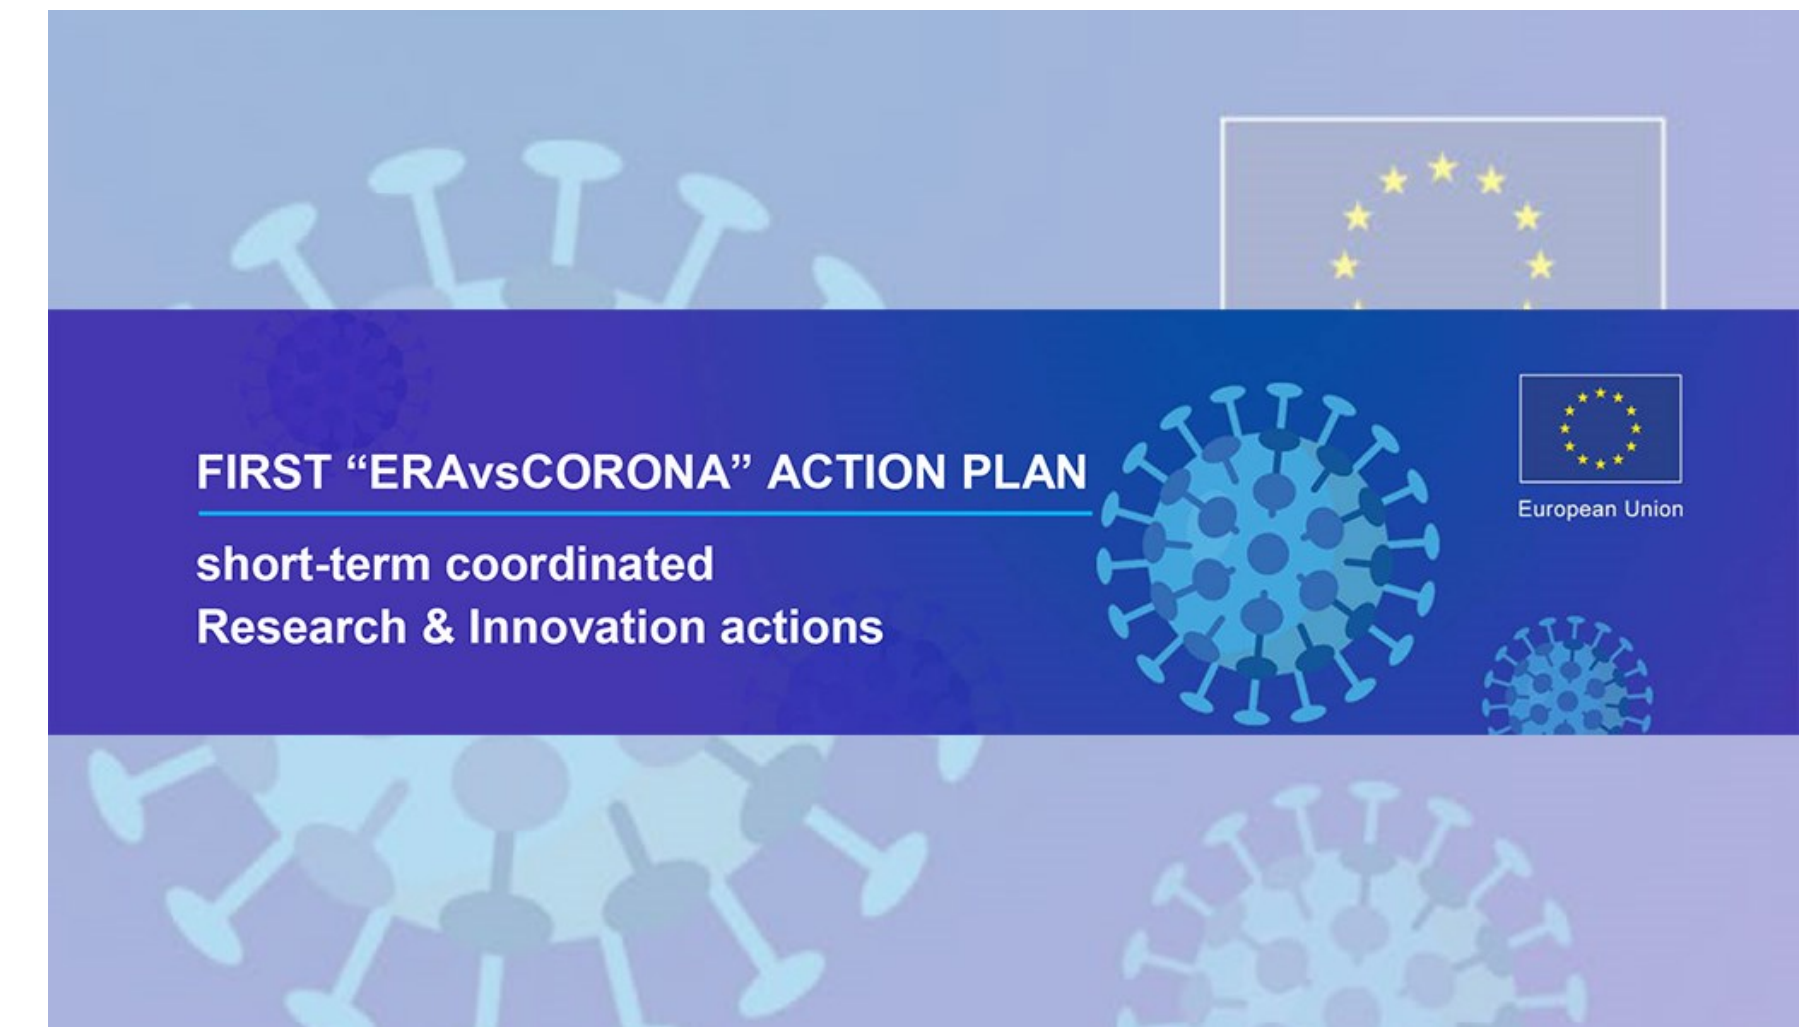 FIRST “ERAvsCORONA” ACTION PLAN
short-term coordinated
Research & Innovation actions
European Union